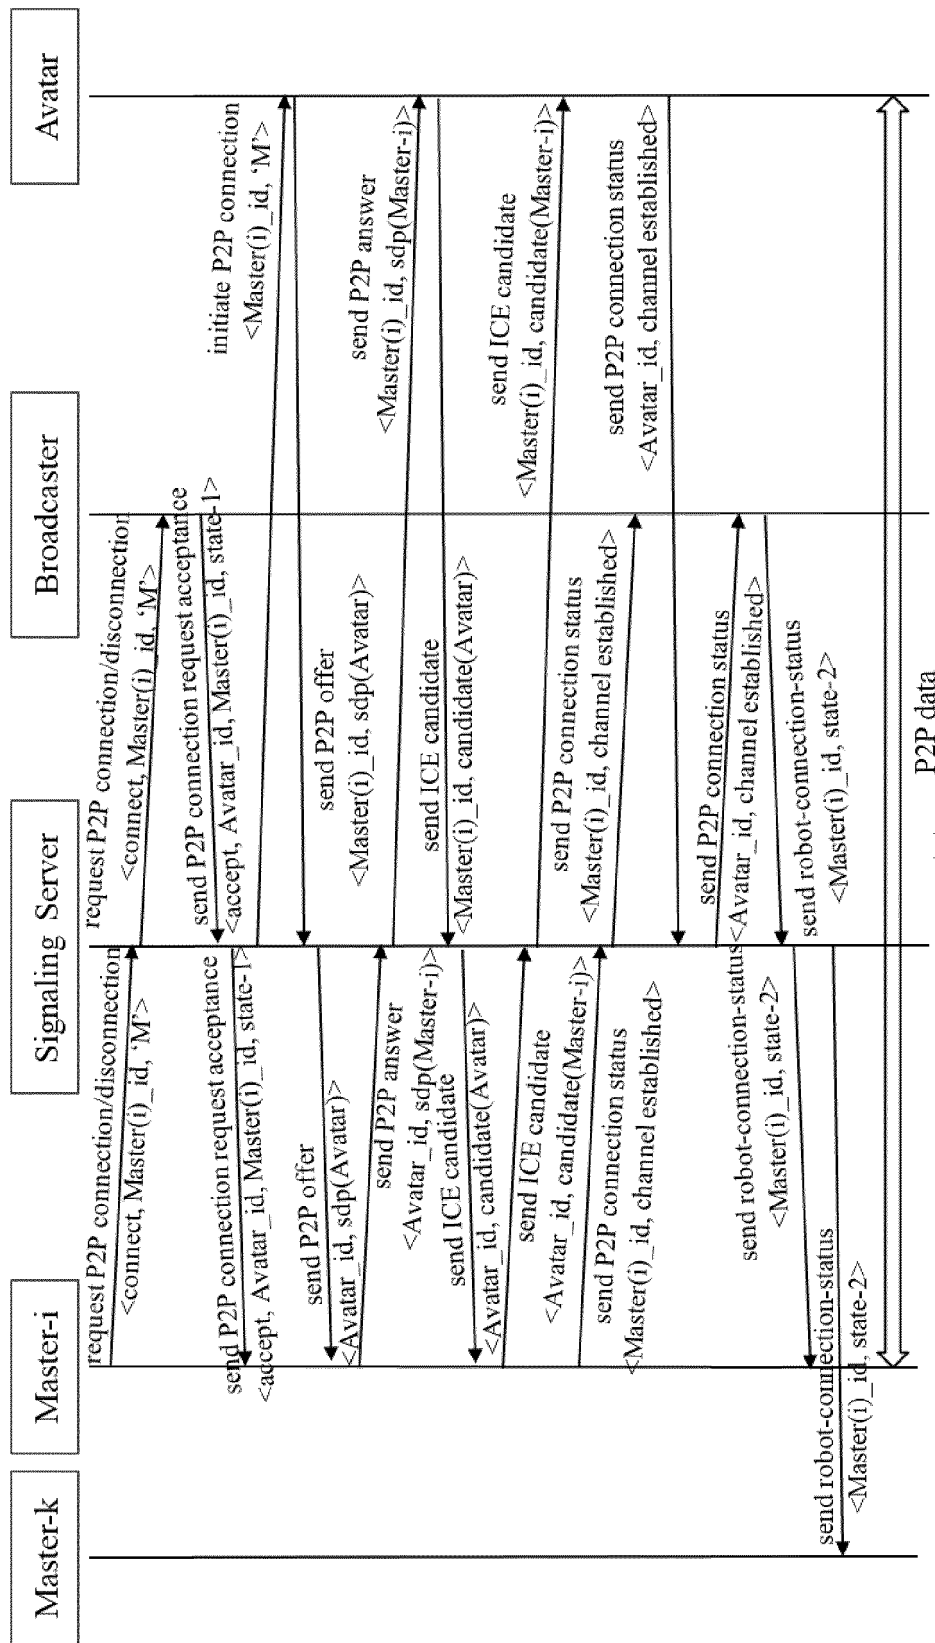 Master-k
Master-i
Signaling Server
Broadcaster
Avatar
request P2P connection/disconnection
<connect, Master(i)_id, ‘M’>
request P2P connection/disconnection
<connect, Master(i)_id, ‘M’>
send P2P connection request acceptance
<accept, Avatar_id, Master(i)_id, state-1>
send P2P connection request acceptance
<accept, Avatar_id, Master(i)_id, state-1>
initiate P2P connection
<Master(i)_id, ‘M’>
send P2P offer
<Master(i)_id, sdp(Avatar)>
send P2P offer
<Avatar_id, sdp(Avatar)>
send P2P answer
<Avatar_id, sdp(Master-i)>
send P2P answer
<Master(i)_id, sdp(Master-i)>
send ICE candidate
<Master(i)_id, candidate(Avatar)>
send ICE candidate
<Avatar_id, candidate(Avatar)>
send ICE candidate
<Avatar_id, candidate(Master-i)>
send ICE candidate
<Master(i)_id, candidate(Master-i)>
send P2P connection status
<Master(i)_id, channel established>
send P2P connection status
<Master(i)_id, channel established>
send P2P connection status
<Avatar_id, channel established>
send P2P connection status
<Avatar_id, channel established>
send robot-connection-status
<Master(i)_id, state-2>
send robot-connection-status
<Master(i)_id, state-2>
send robot-connection-status
<Master(i)_id, state-2>
P2P data